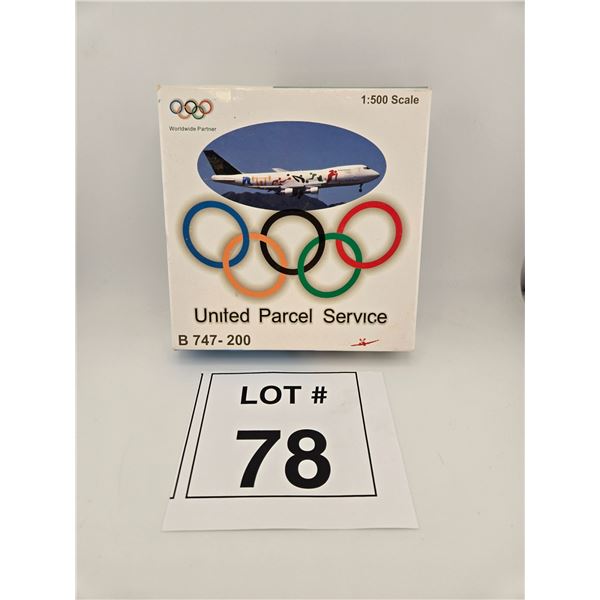 1:500 Scale
Worldwide Partner
United Parcel Service
B 747-200
LOT #
78